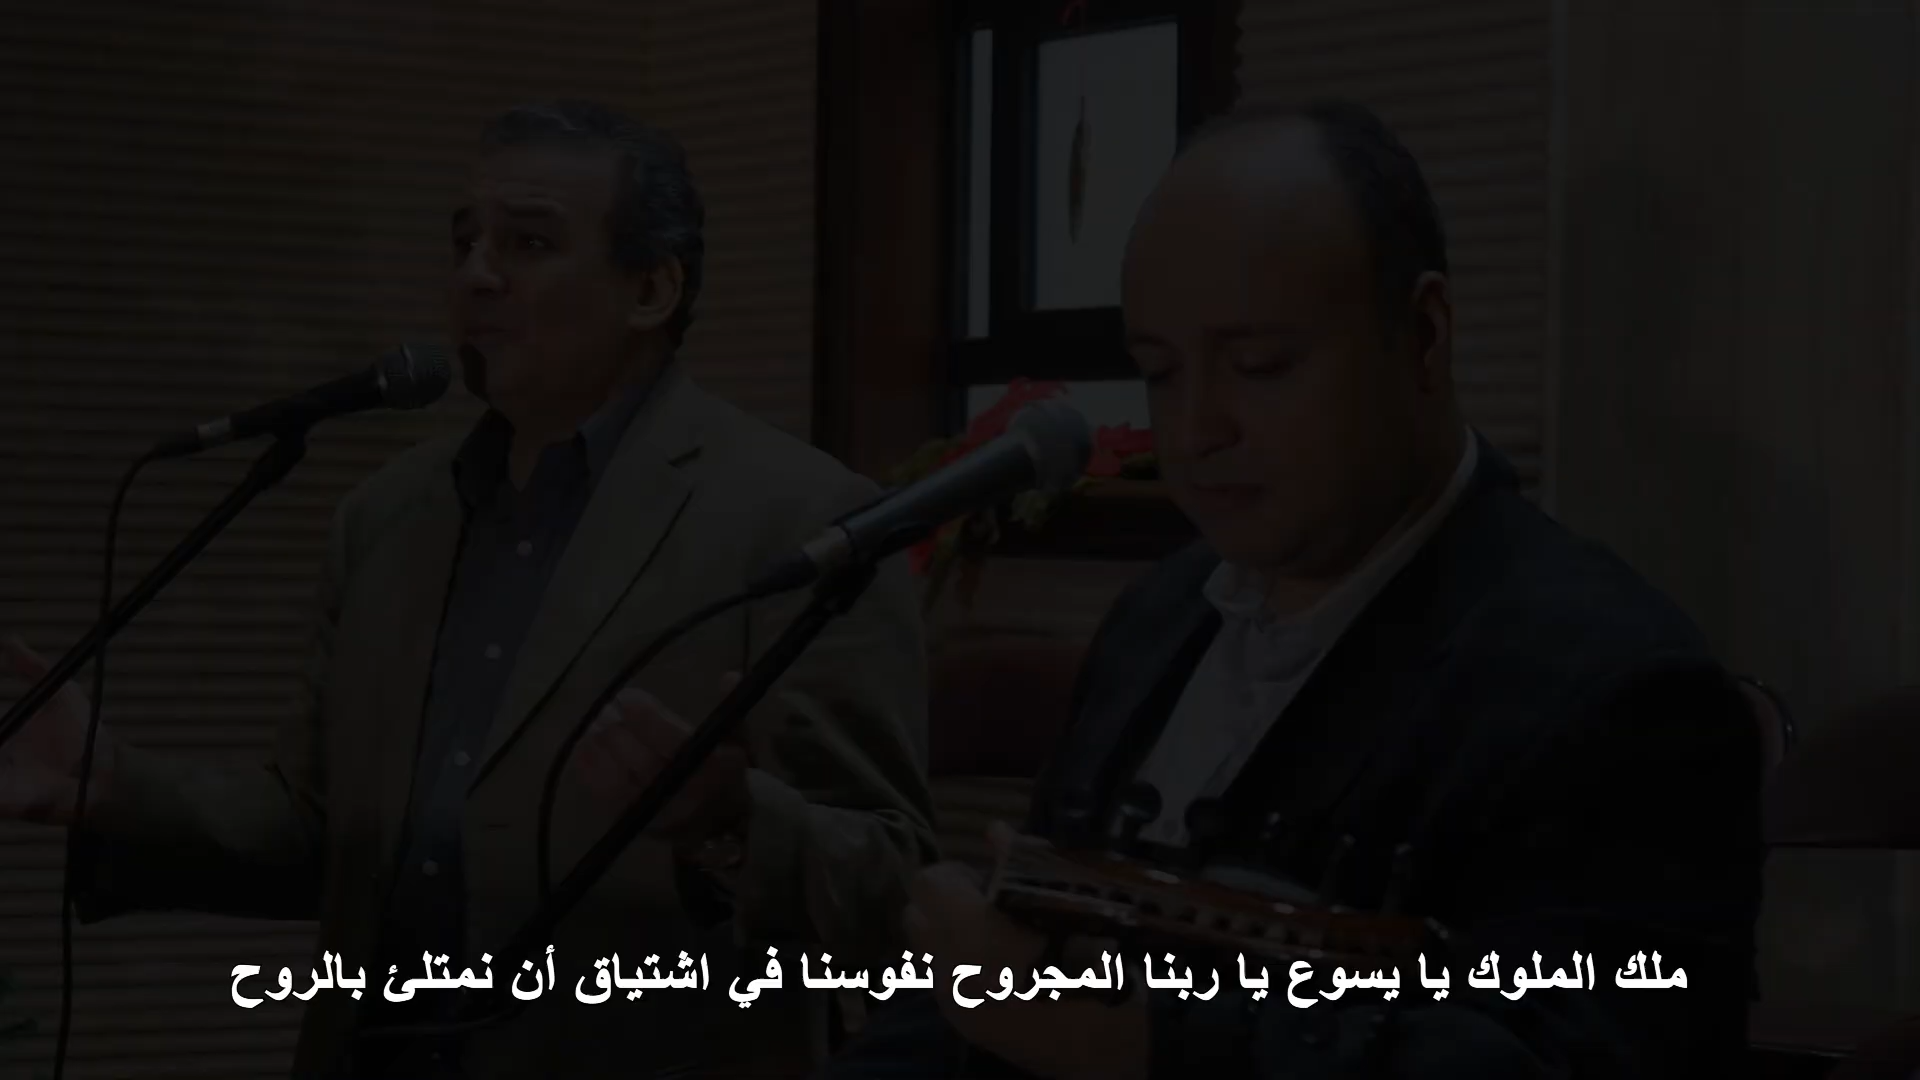 ملك الملوك يا يسوع يا ربنا المجروح نفوسنا في اشتياق أن نمتلئ بالروح